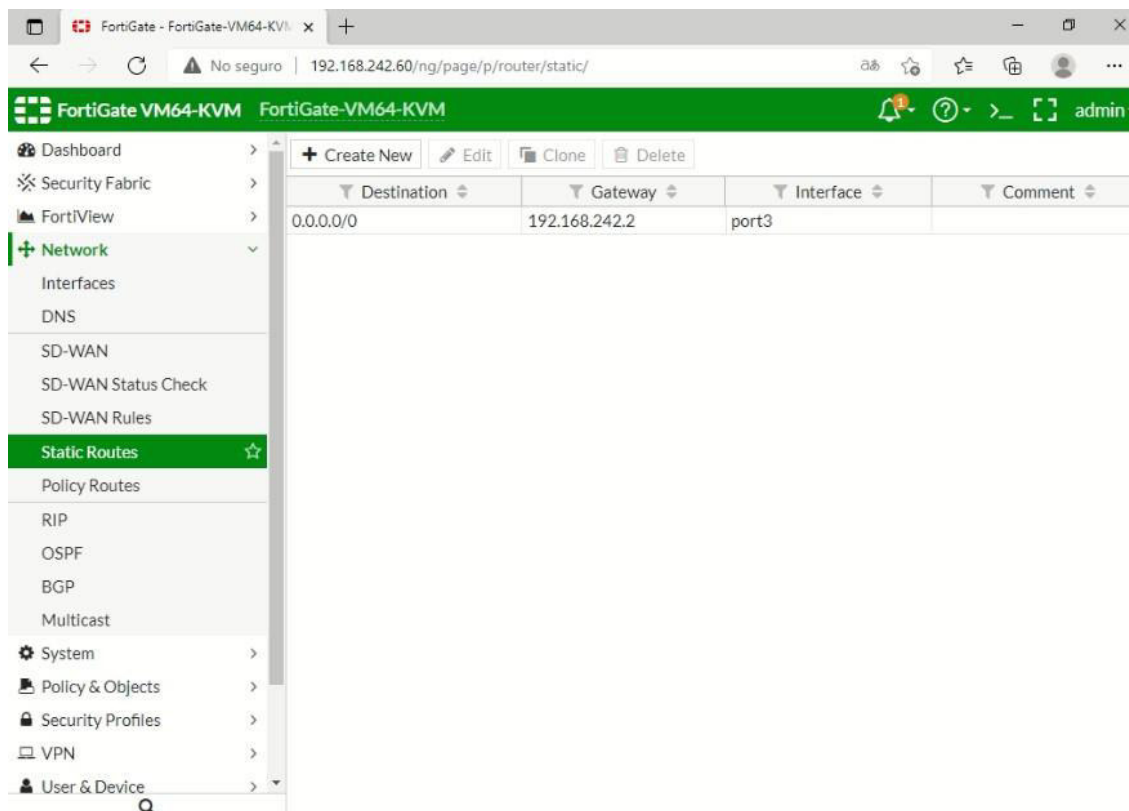 FortiGate - FortiGate-VM64-KV
No seguro | 192.168.242.60/ng/page/p/router/static/
FortiGate VM64-KVM FortiGate-VM64-KVM 1 admin
Dashboard
Security Fabric
FortiView
Network
Interfaces
DNS
SD-WAN
SD-WAN Status Check
SD-WAN Rules
Static Routes
Policy Routes
RIP
OSPF
BGP
Multicast
System
Policy & Objects
Security Profiles
VPN
User & Device
Create New Edit Clone Delete
Destination Gateway Interface Comment
0.0.0.0/0 192.168.242.2 port3